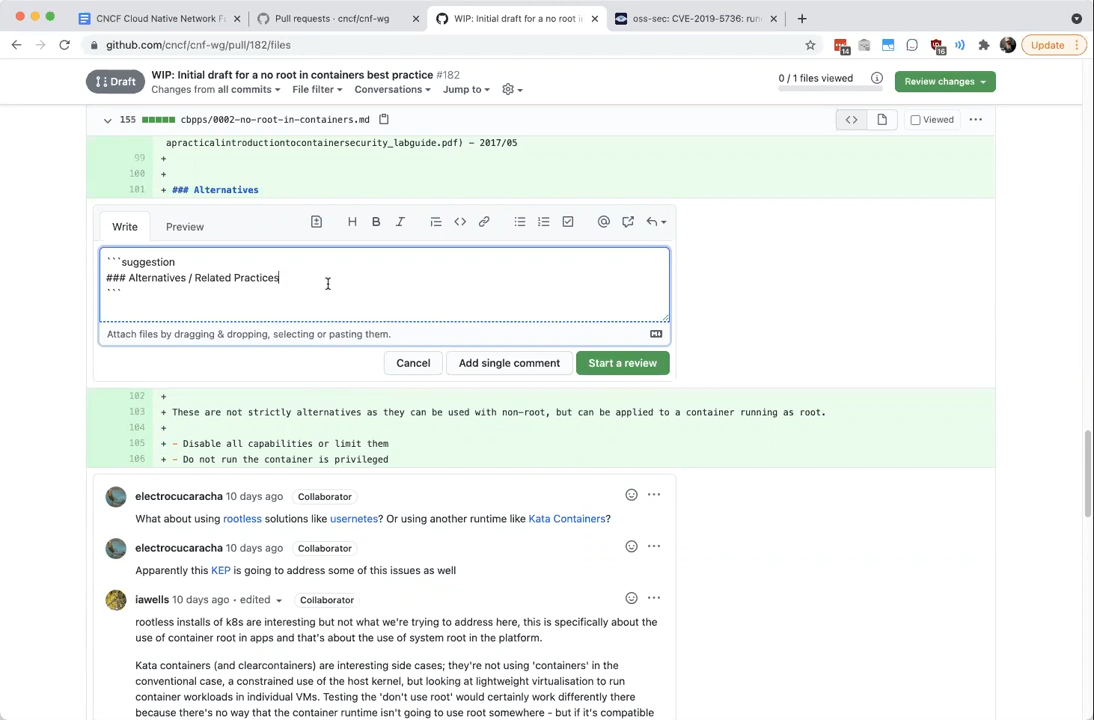 CNCF Cloud Native Network F
Pull requests · cncf/cnf-wg
WIP: Initial draft for a no root in
oss-sec: CVE-2019-5736: run
github.com/cncf/cnf-wg/pull/182/files
14
16
Update
Draft
WIP: Initial draft for a no root in containers best practice #182
Changes from all commits
File filter
Conversations
Jump to
0 / 1 files viewed
Review changes
155
cbpps/0002-no-root-in-containers.md
Viewed
apracticalintroductiontocontainersecurity_labguide.pdf) – 2017/05
99 +
100 +
101 + ### Alternatives
Write
Preview
```suggestion
### Alternatives / Related Practices
```
Attach files by dragging & dropping, selecting or pasting them.
Cancel
Add single comment
Start a review
102 +
103 + These are not strictly alternatives as they can be used with non-root, but can be applied to a container running as root.
104 +
105 + - Disable all capabilities or limit them
106 + - Do not run the container is privileged
electrocucaracha 10 days ago Collaborator
What about using rootless solutions like usernetes? Or using another runtime like Kata Containers?
electrocucaracha 10 days ago Collaborator
Apparently this KEP is going to address some of this issues as well
iawells 10 days ago • edited Collaborator
rootless installs of k8s are interesting but not what we're trying to address here, this is specifically about the
use of container root in apps and that's about the use of system root in the platform.
Kata containers (and clearcontainers) are interesting side cases; they're not using 'containers' in the
conventional case, a constrained use of the host kernel, but looking at lightweight virtualisation to run
container workloads in individual VMs. Testing the 'don't use root' would certainly work differently there
because there's no way that the container runtime isn't going to use root somewhere - but if it's compatible